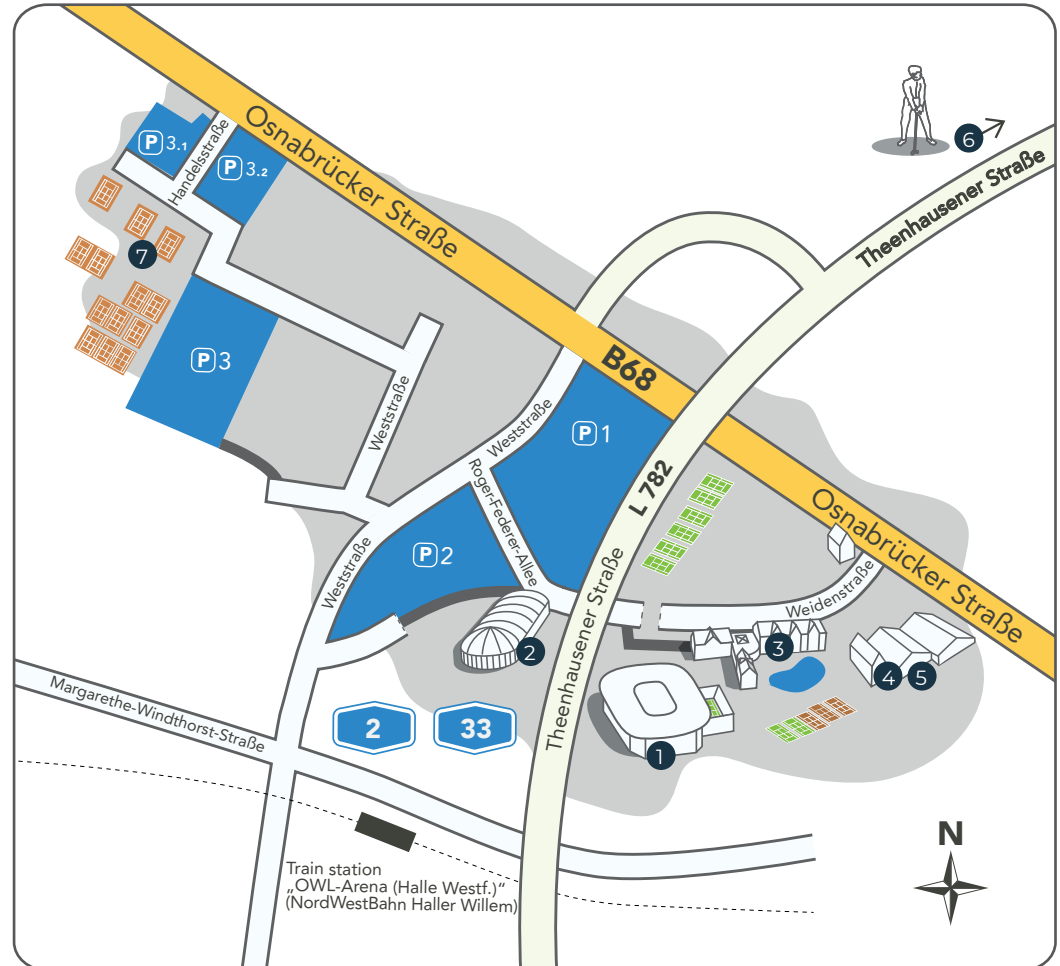 6
Theenhausener Straße
P 3.1
Handelsstraße
P 3.2
Osnabrücker Straße
7
P 3
B68
Weststraße
Weststraße
P 1
Roger-Federer-Allee
L 782
Osnabrücker Straße
P 2
Weststraße
Theenhausener Straße
Weidenstraße
2
3
4
5
Margarethe-Windthorst-Straße
2
33
1
N
Train station
„OWL-Arena (Halle Westf.)“
(NordWestBahn Haller Willem)